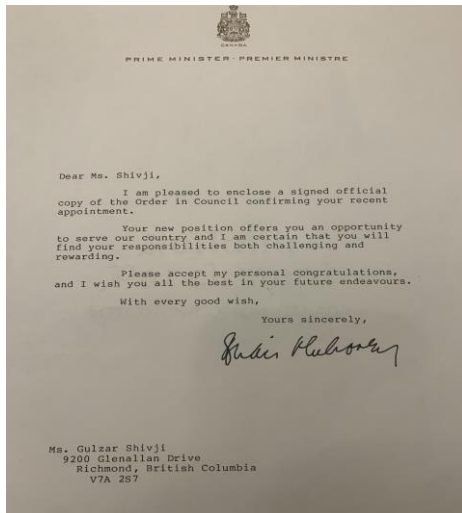 CANADA
PRIME MINISTER · PREMIER MINISTRE
Dear Ms. Shivji,
I am pleased to enclose a signed official
copy of the Order in Council confirming your recent
appointment.
Your new position offers you an opportunity
to serve our country and I am certain that you will
find your responsibilities both challenging and
rewarding.
Please accept my personal congratulations,
and I wish you all the best in your future endeavours.
With every good wish,
Yours sincerely,
Ms. Gulzar Shivji
9200 Glenallan Drive
Richmond, British Columbia
V7A 2S7